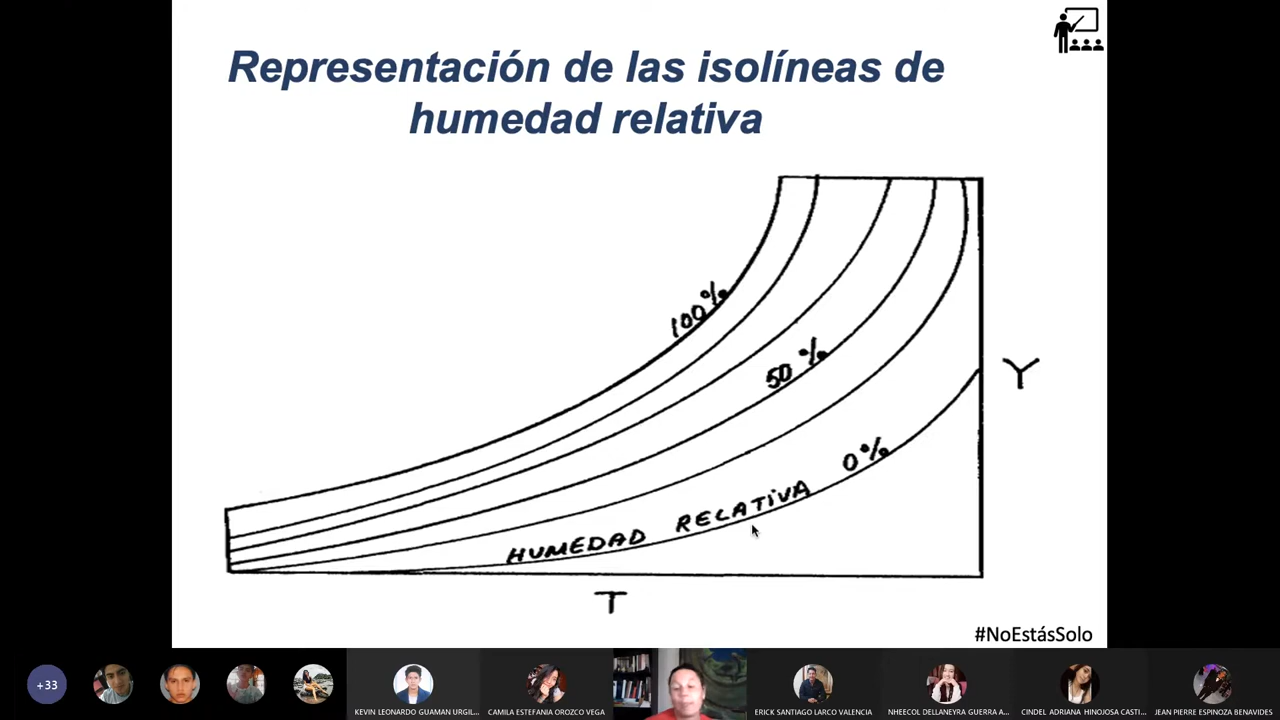 Representación de las isolíneas de
humedad relativa
100%
50%
0%
HUMEDAD RELATIVA
Y
T
#NoEstásSolo
+33
KEVIN LEONARDO GUAMAN URGIL...
CAMILA ESTEFANIA OROZCO VEGA
ERICK SANTIAGO LARCO VALENCIA
NHEECOL DELLANEYRA GUERRA A...
CINDEL ADRIANA HINOJOSA CASTI...
JEAN PIERRE ESPINOZA BENAVIDES